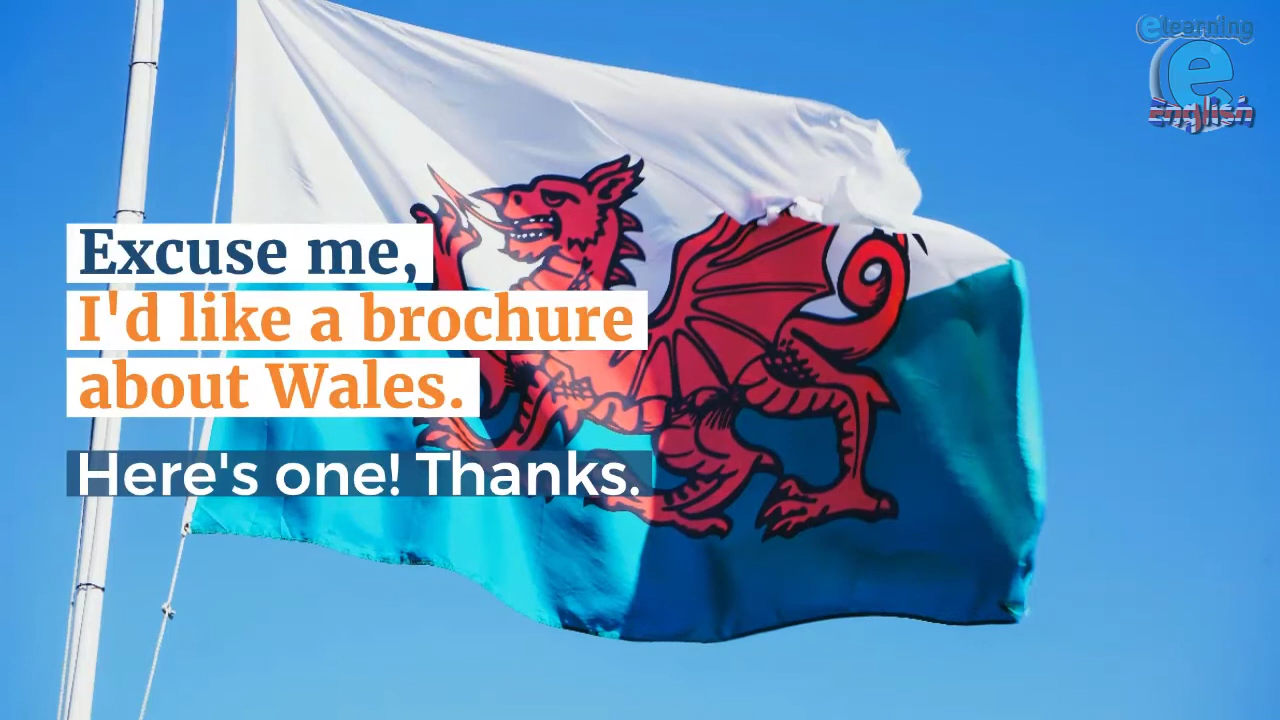 elearning
e
English
Excuse me,
I'd like a brochure
about Wales.
Here's one! Thanks.